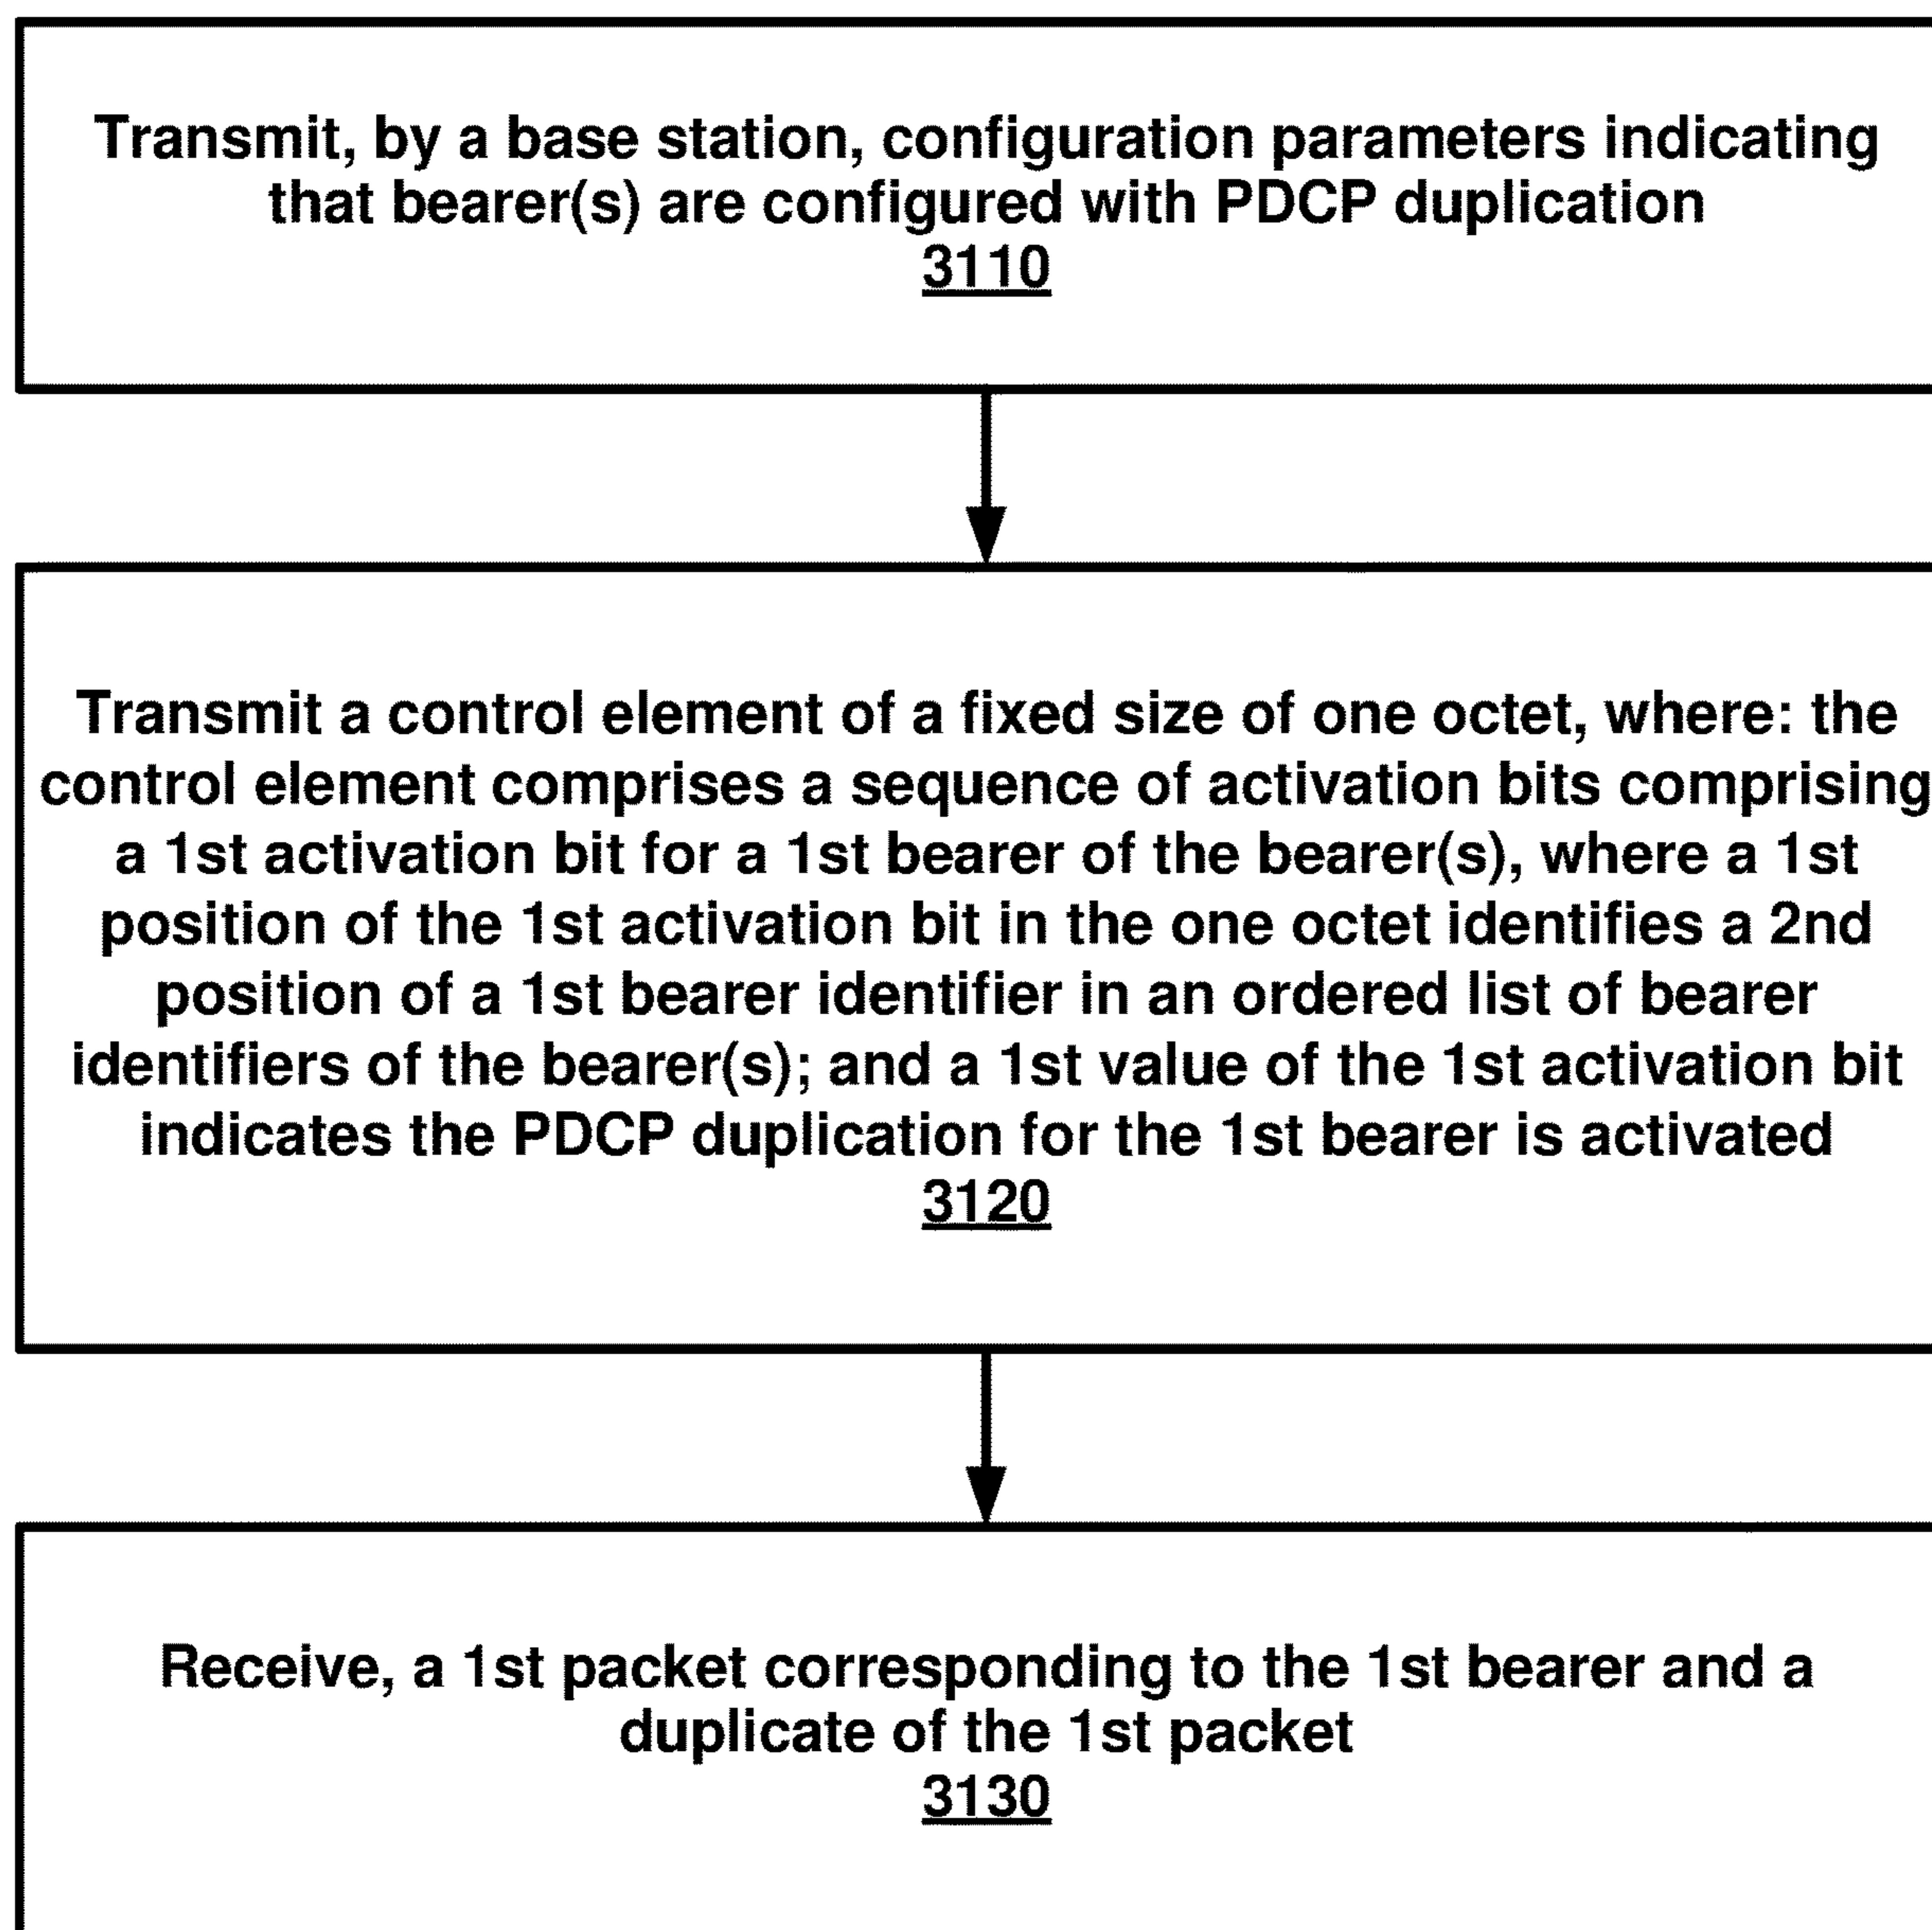 Transmit, by a base station, configuration parameters indicating
that bearer(s) are configured with PDCP duplication
3110
Transmit a control element of a fixed size of one octet, where: the
control element comprises a sequence of activation bits comprising
a 1st activation bit for a 1st bearer of the bearer(s), where a 1st
position of the 1st activation bit in the one octet identifies a 2nd
position of a 1st bearer identifier in an ordered list of bearer
identifiers of the bearer(s); and a 1st value of the 1st activation bit
indicates the PDCP duplication for the 1st bearer is activated
3120
Receive, a 1st packet corresponding to the 1st bearer and a
duplicate of the 1st packet
3130